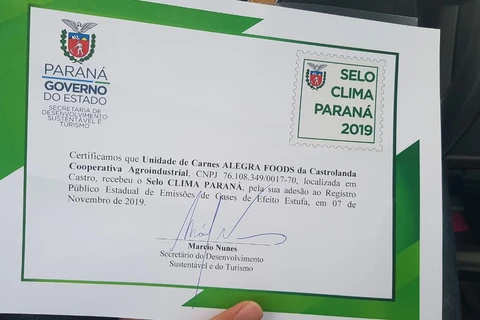 PARANÁ
GOVERNO
DO ESTADO
SECRETARIA DE
DESENVOLVIMENTO
SUSTENTÁVEL E
TURISMO
SELO
CLIMA
PARANÁ
2019
Certificamos que Unidade de Carnes ALEGRA FOODS da Castrolanda
Cooperativa Agroindustrial, CNPJ 76.108.349/0017-70, localizada em
Castro, recebeu o Selo CLIMA PARANÁ, pela sua adesão ao Registro
Público Estadual de Emissões de Gases de Efeito Estufa, em 07 de
Novembro de 2019.
Marcio Nunes
Secretário do Desenvolvimento
Sustentável e do Turismo